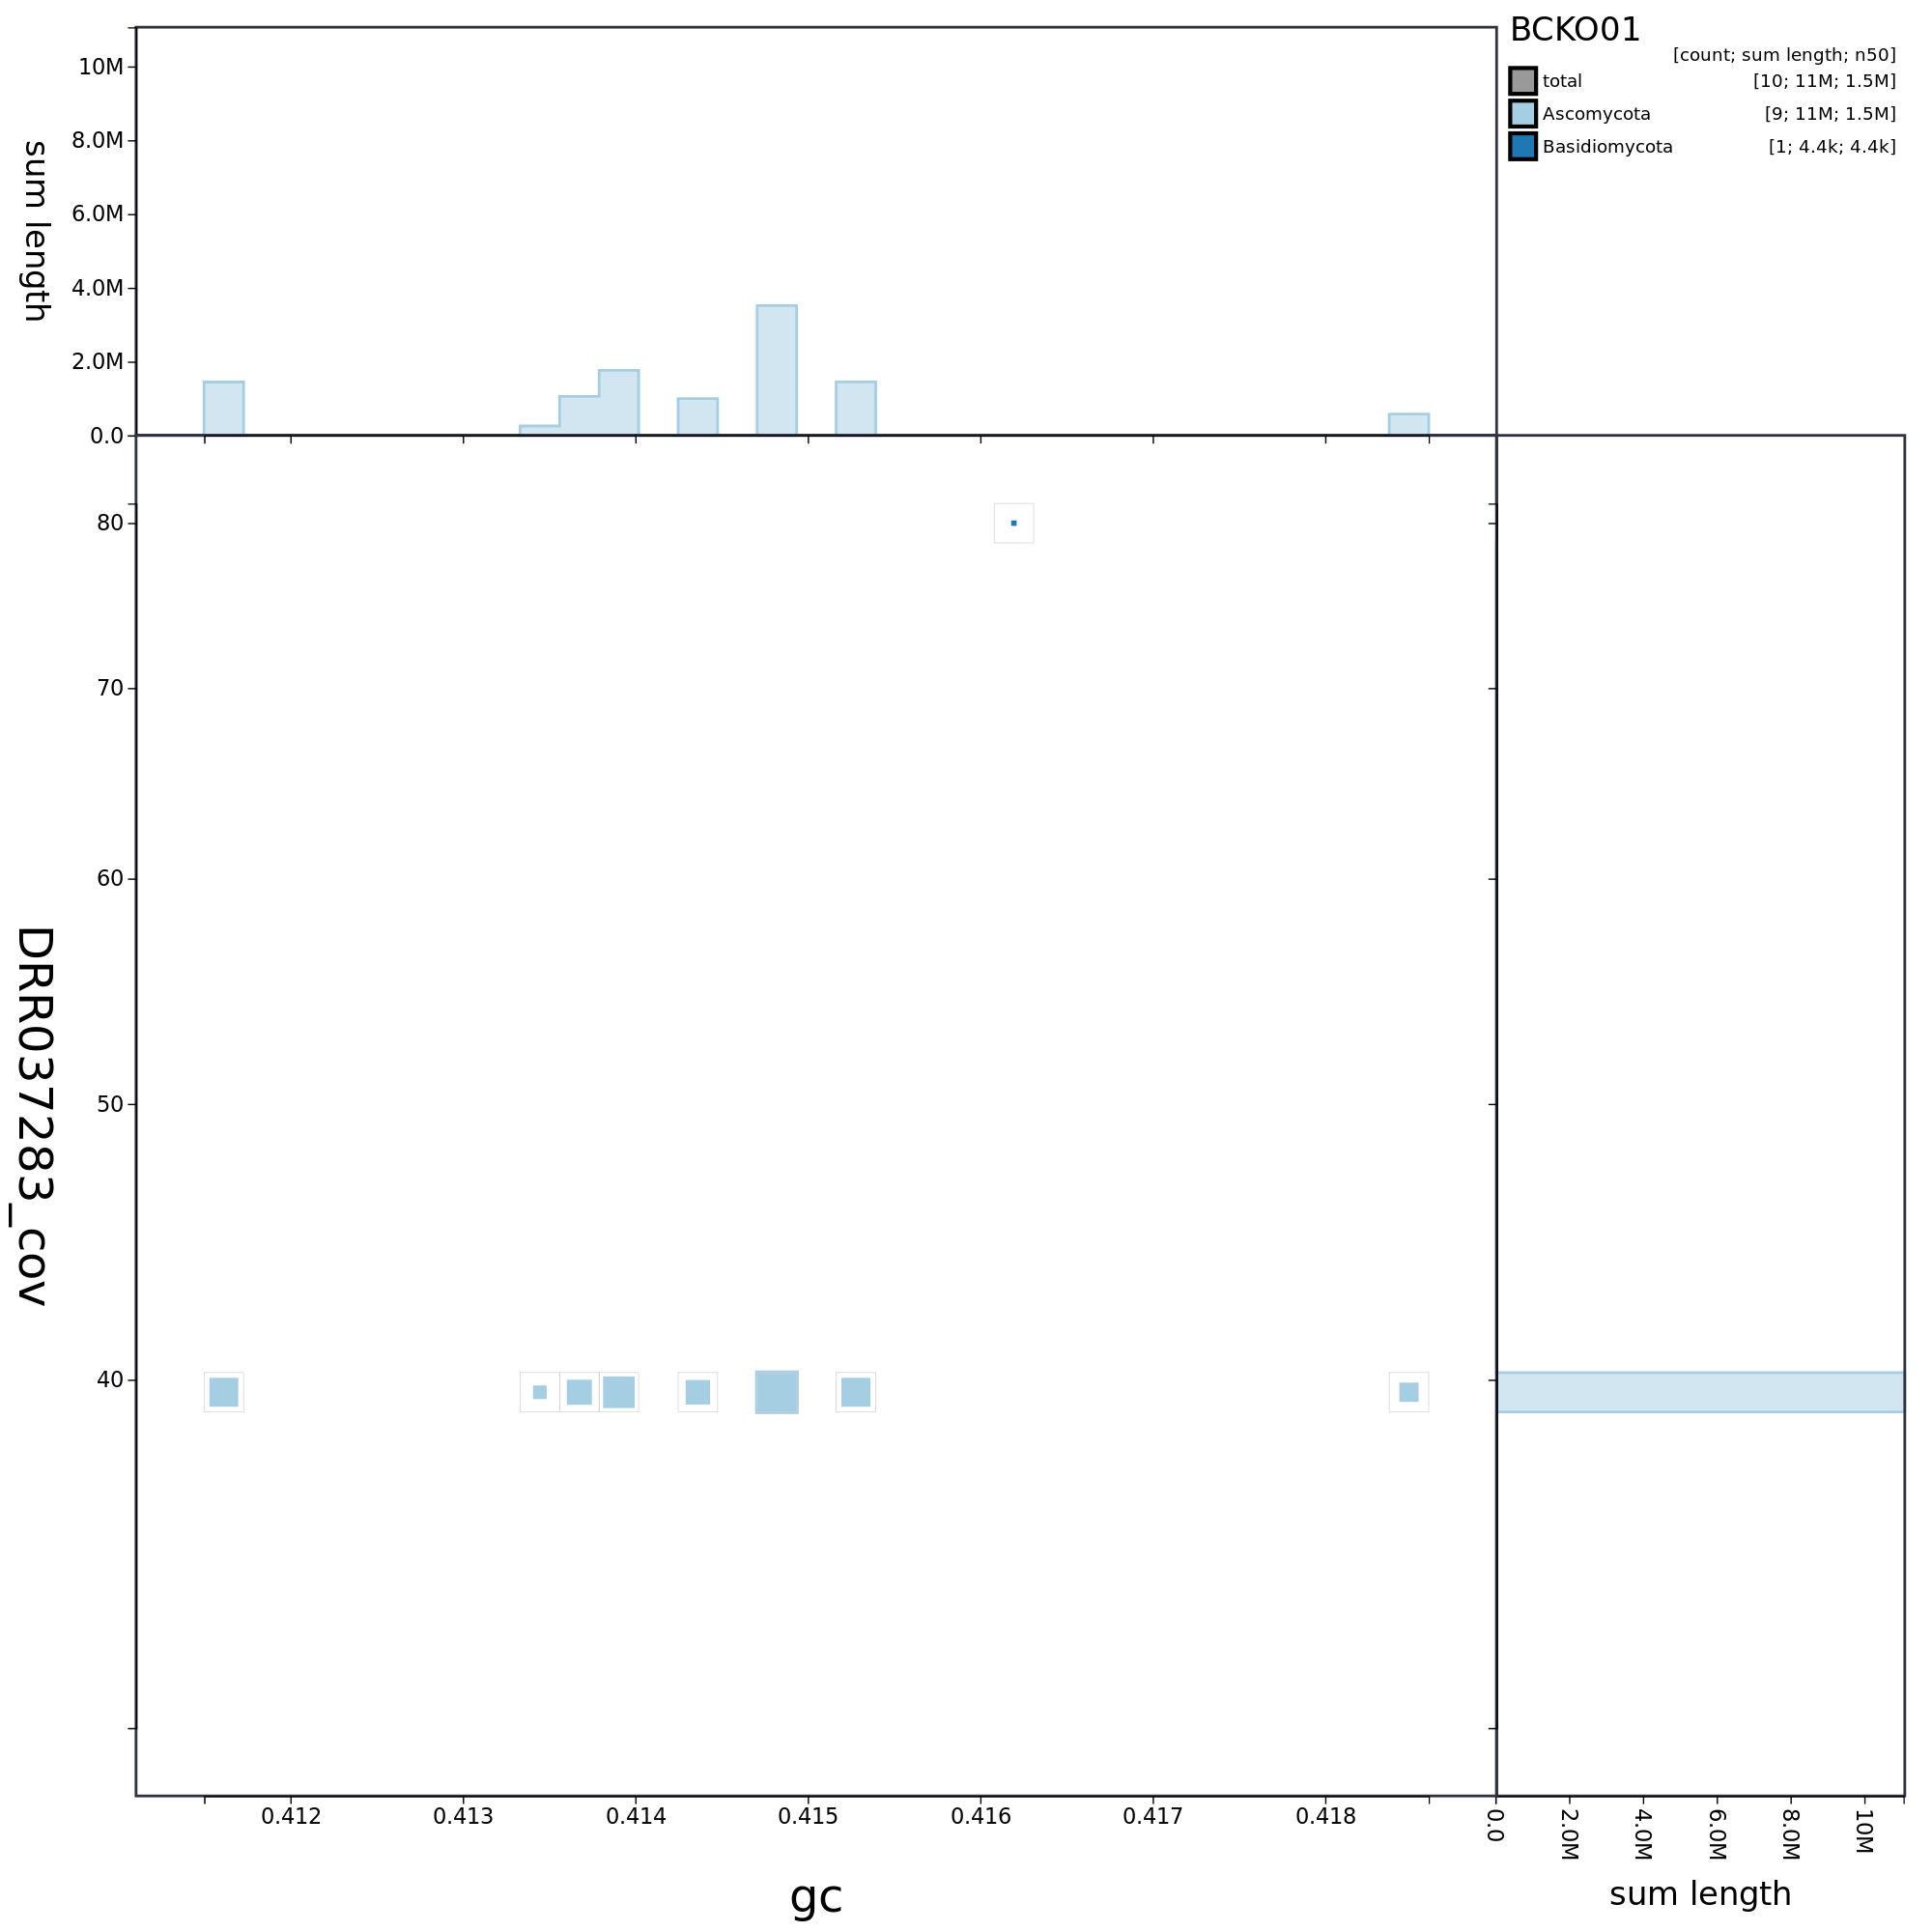 BCKO01
[count; sum length; n50]
total [10; 11M; 1.5M]
Ascomycota [9; 11M; 1.5M]
Basidiomycota [1; 4.4k; 4.4k]
sum length
10M
8.0M
6.0M
4.0M
2.0M
0.0
DRR037283_cov
80
70
60
50
40
0.412 0.413 0.414 0.415 0.416 0.417 0.418
gc
0.0 2.0M 4.0M 6.0M 8.0M 10M
sum length